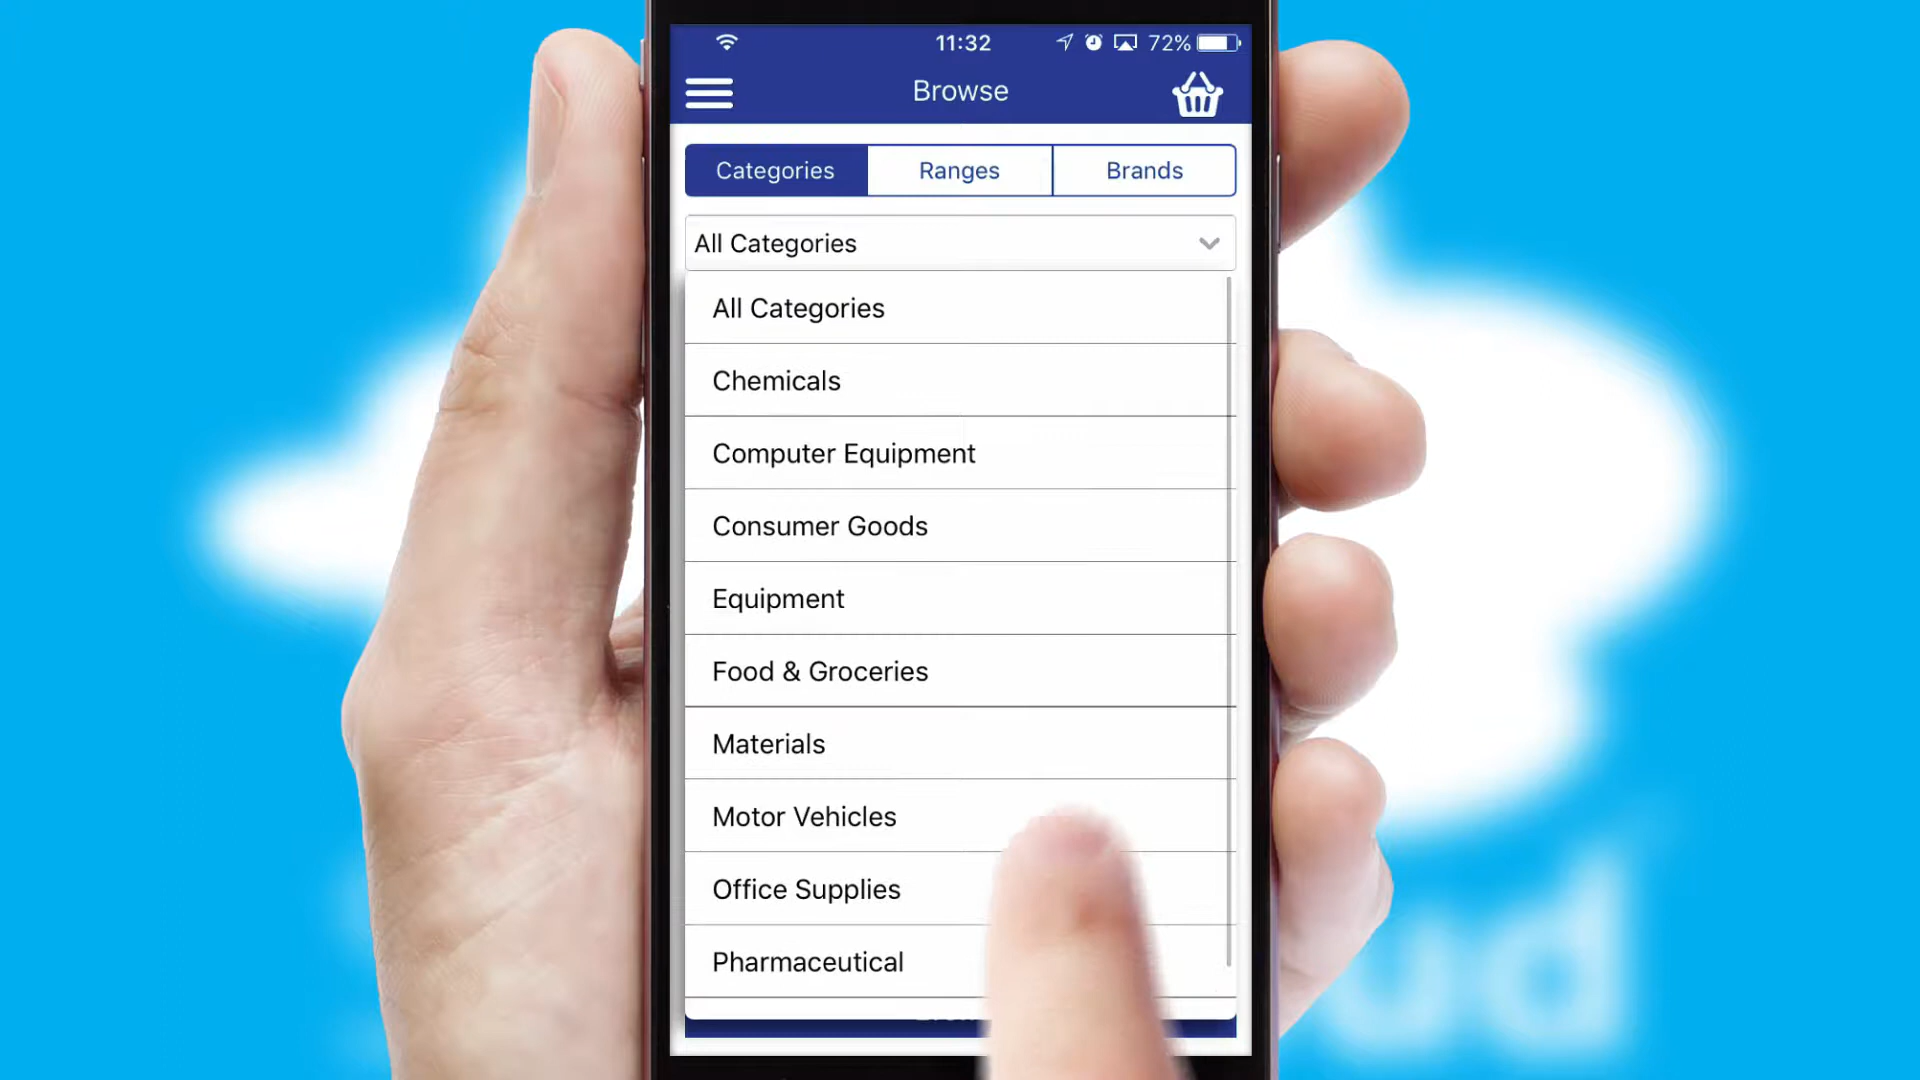 11:32
72%
Browse
Categories
Ranges
Brands
All Categories
All Categories
Chemicals
Computer Equipment
Consumer Goods
Equipment
Food & Groceries
Materials
Motor Vehicles
Office Supplies
Pharmaceutical